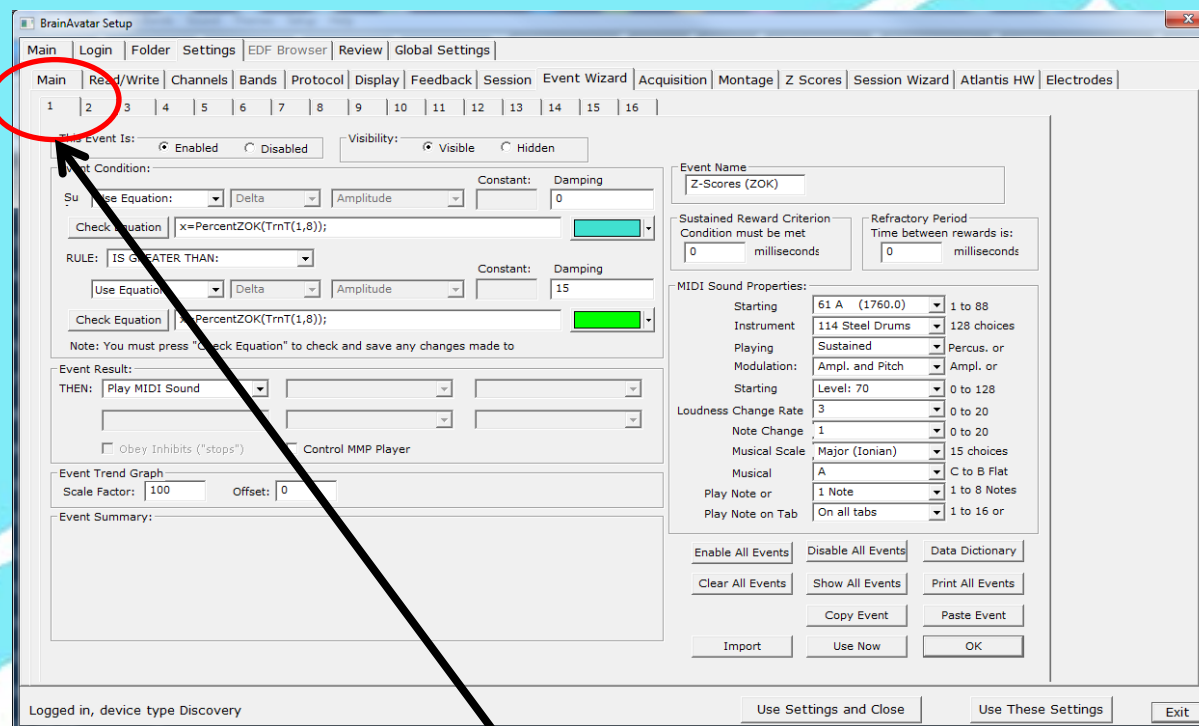 BrainAvatar Setup
Main Login Folder Settings EDF Browser Review Global Settings
Main Read/Write Channels Bands Protocol Display Feedback Session Event Wizard Acquisition Montage Z Scores Session Wizard Atlantis HW Electrodes
1 2 3 4 5 6 7 8 9 10 11 12 13 14 15 16
This Event Is: Enabled Disabled Visibility: Visible Hidden
Event Condition:
Constant: Damping
Su Use Equation: Delta Amplitude 0
Check Equation x=PercentZOK(TrnT(1,8));
RULE: IS GREATER THAN:
Constant: Damping
Use Equation: Delta Amplitude 15
Check Equation x=PercentZOK(TrnT(1,8));
Note: You must press "Check Equation" to check and save any changes made to
Event Result:
THEN: Play MIDI Sound
Obey Inhibits ("stops") Control MMP Player
Event Trend Graph
Scale Factor: 100 Offset: 0
Event Summary:
Event Name
Z-Scores (ZOK)
Sustained Reward Criterion Refractory Period
Condition must be met Time between rewards is:
0 milliseconds 0 milliseconds
MIDI Sound Properties:
Starting 61 A (1760.0) 1 to 88
Instrument 114 Steel Drums 128 choices
Playing Sustained Percus. or
Modulation: Ampl. and Pitch Ampl. or
Starting Level: 70 0 to 128
Loudness Change Rate 3 0 to 20
Note Change 1 0 to 20
Musical Scale Major (Ionian) 15 choices
Musical A C to B Flat
Play Note or 1 Note 1 to 8 Notes
Play Note on Tab On all tabs 1 to 16 or
Enable All Events Disable All Events Data Dictionary
Clear All Events Show All Events Print All Events
Copy Event Paste Event
Import Use Now OK
Logged in, device type Discovery Use Settings and Close Use These Settings Exit